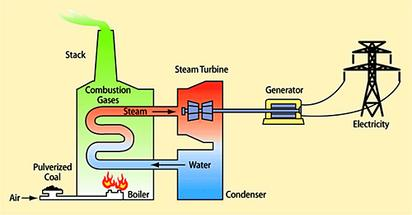 Stack
Steam Turbine
Combustion
Gases
Generator
Steam
Electricity
Pulverized
Coal
Water
Air
Boiler
Condenser